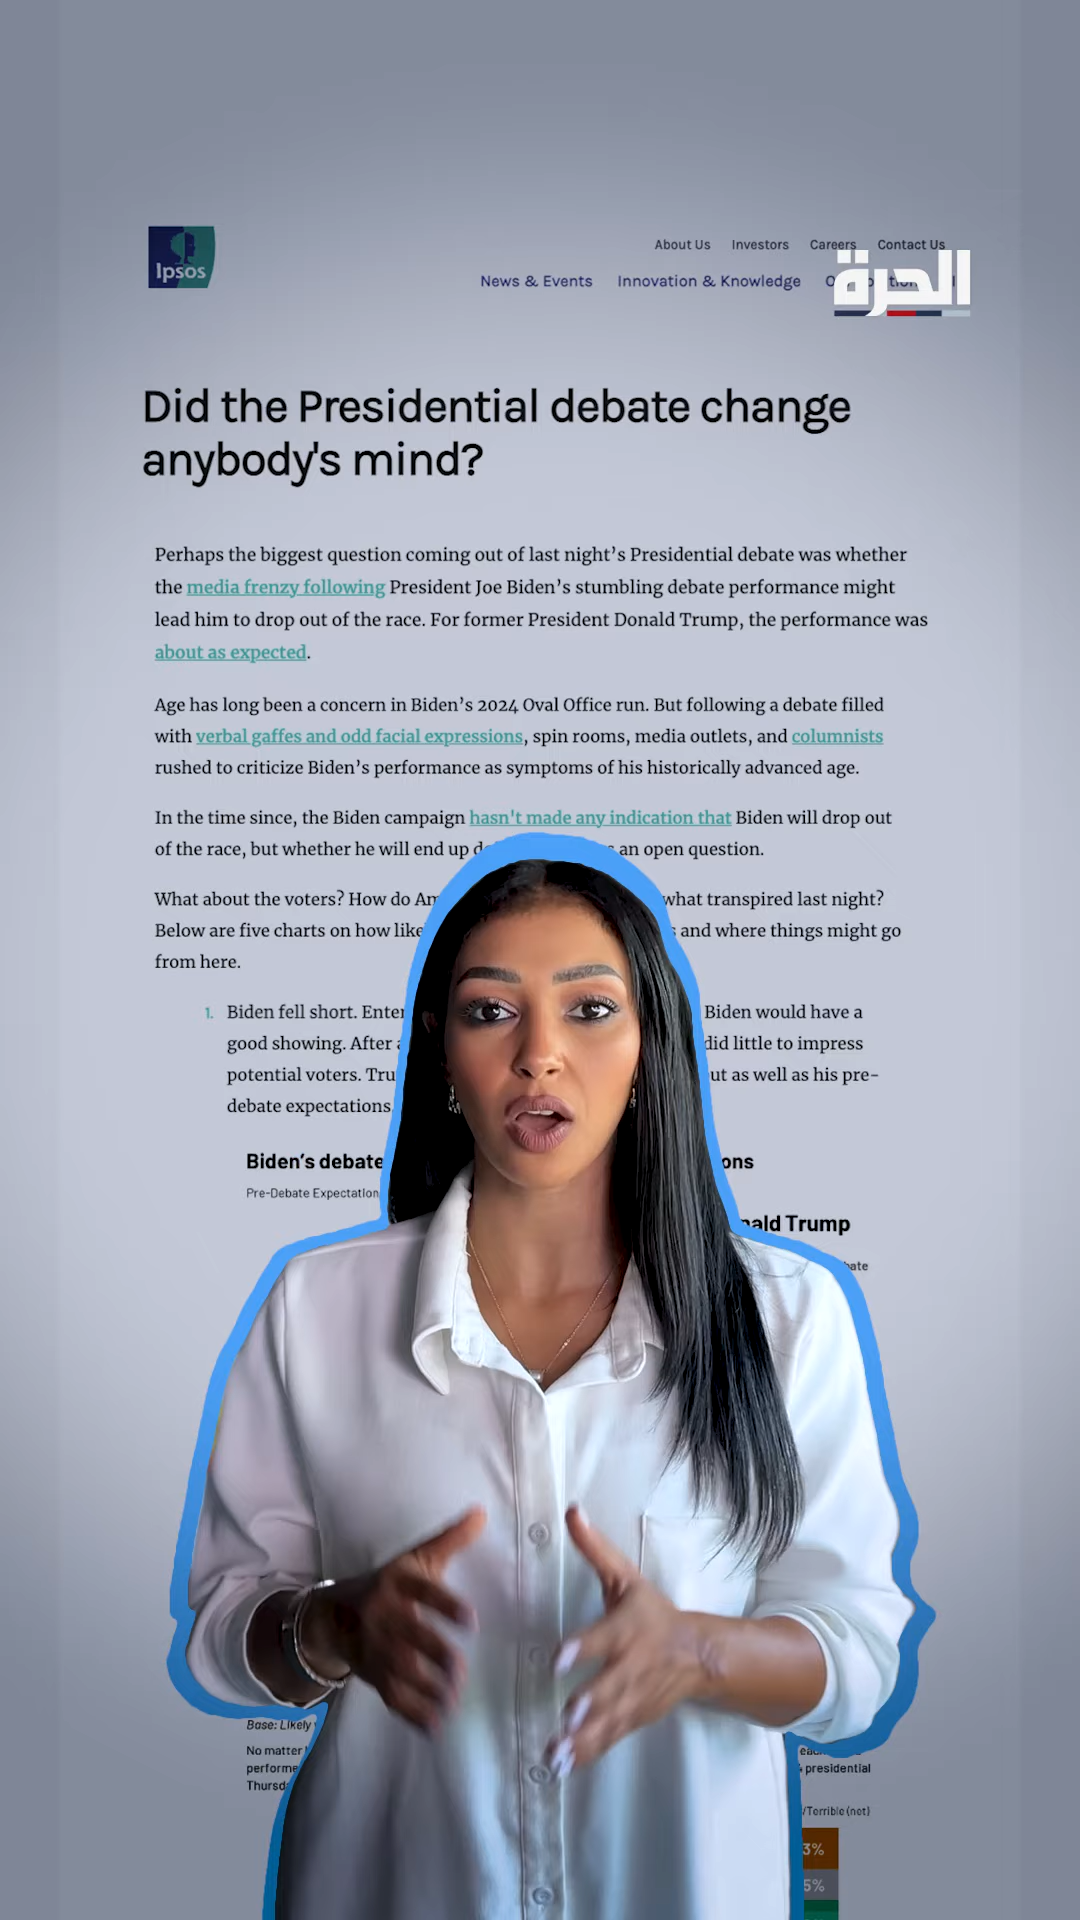 Ipsos
About Us Investors Careers Contact Us
News & Events Innovation & Knowledge
الحرة
Did the Presidential debate change
anybody's mind?
Perhaps the biggest question coming out of last night's Presidential debate was whether
the media frenzy following President Joe Biden's stumbling debate performance might
lead him to drop out of the race. For former President Donald Trump, the performance was
about as expected.
Age has long been a concern in Biden's 2024 Oval Office run. But following a debate filled
with verbal gaffes and odd facial expressions, spin rooms, media outlets, and columnists
rushed to criticize Biden's performance as symptoms of his historically advanced age.
In the time since, the Biden campaign hasn't made any indication that Biden will drop out
of the race, but whether he will end up an open question.
What about the voters? How do what transpired last night?
Below are five charts on how and where things might go
from here.
1. Biden fell short. Biden would have a
good showing. After did little to impress
potential voters. as well as his pre-
debate expectations
Biden's debate
Pre-Debate
Trump
Base: Likely
No matter
presidential
/Terrible (net)
3%
5%